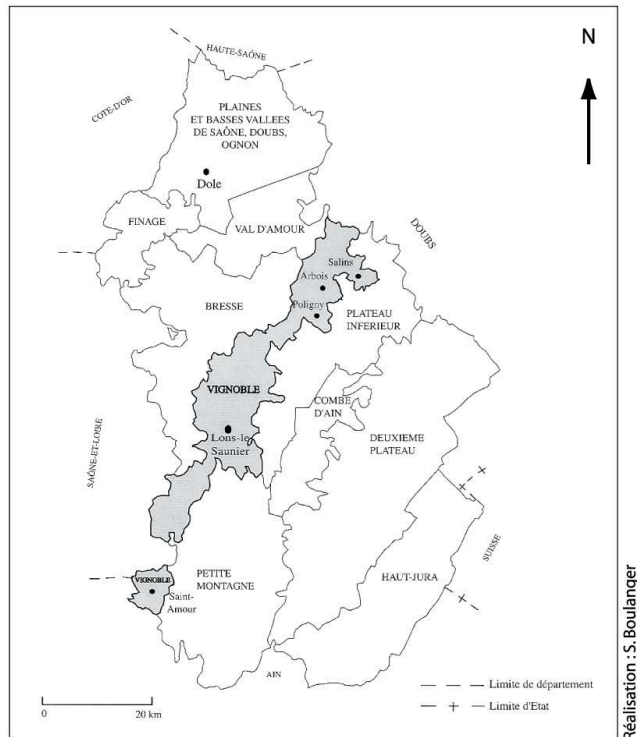 N
HAUTE-SAÔNE
COTE-D'OR
PLAINES
ET BASSES VALLEES
DE SAÔNE, DOUBS,
OGNON
Dole
FINAGE
VAL D'AMOUR
DOUBS
Salins
Arbois
BRESSE
Poligny
PLATEAU
INFERIEUR
VIGNOBLE
COMBE
D'AIN
Lons-le
Saunier
DEUXIEME
PLATEAU
SAÔNE-ET-LOIRE
SUISSE
PETITE
MONTAGNE
HAUT-JURA
VIGNOBLE
Saint-
Amour
AIN
Limite de département
Limite d'Etat
0 20 km
Réalisation : S. Boulanger